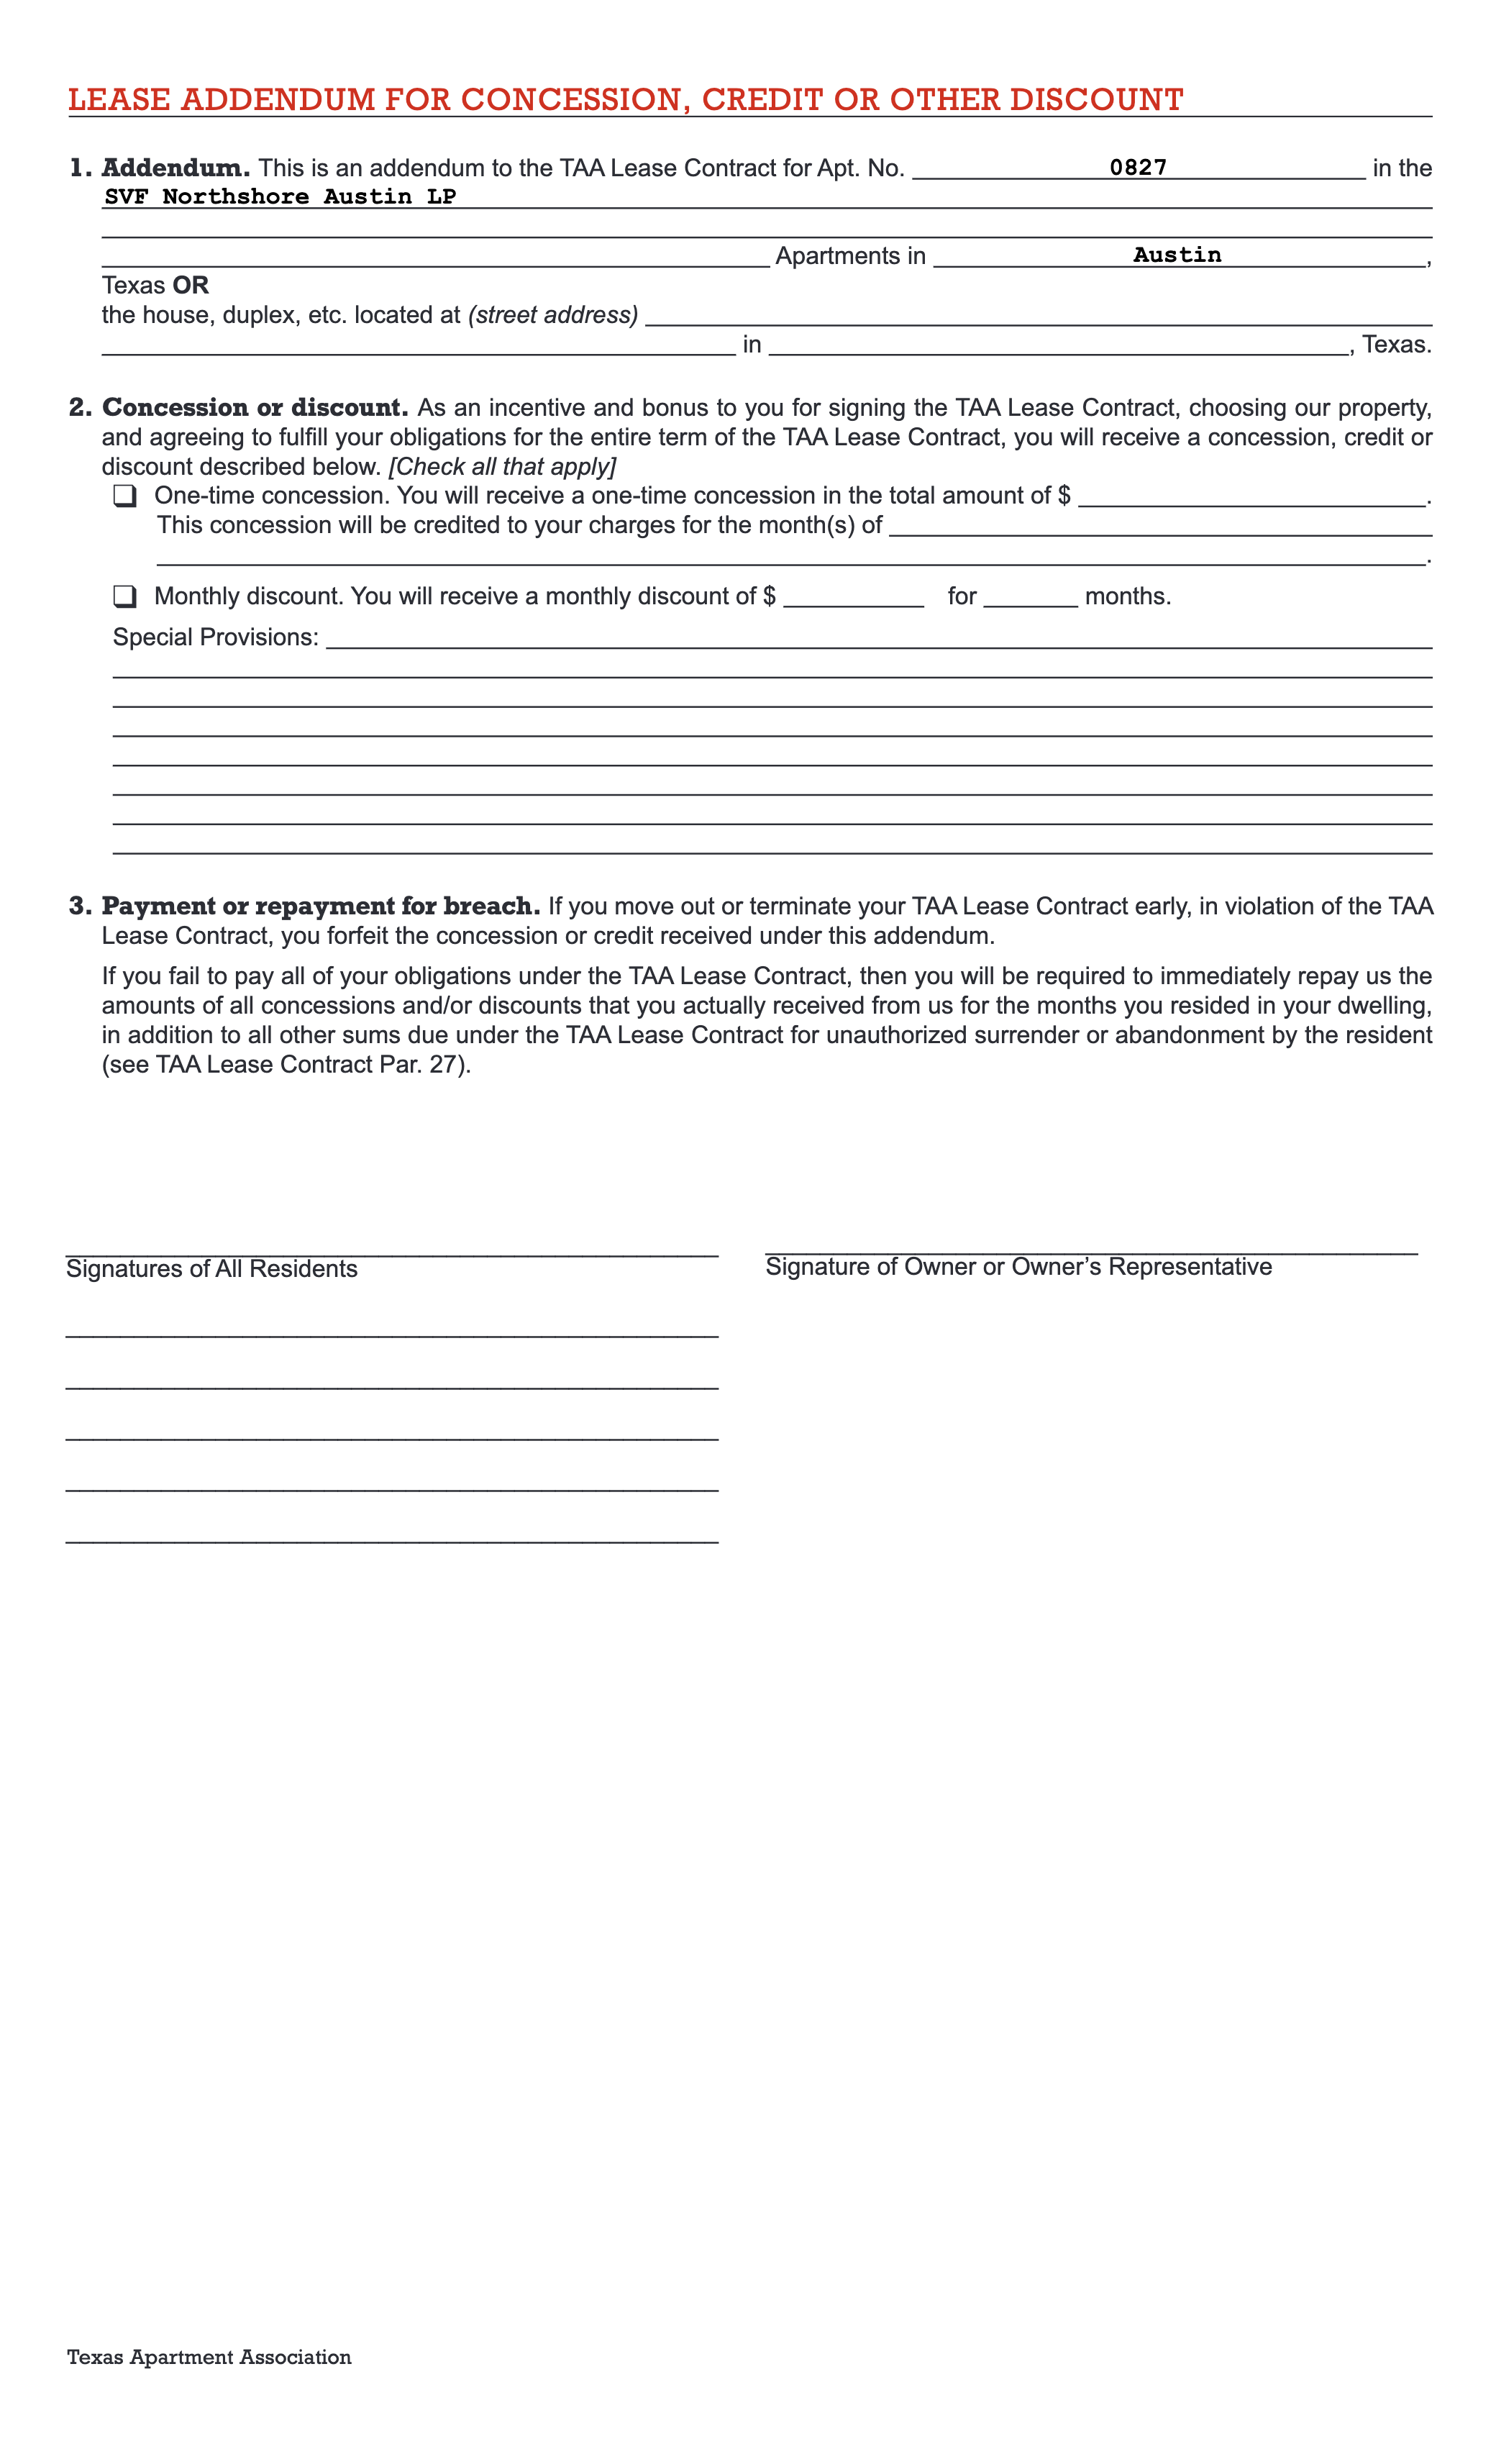 LEASE ADDENDUM FOR CONCESSION, CREDIT OR OTHER DISCOUNT
1. Addendum. This is an addendum to the TAA Lease Contract for Apt. No. 0827 in the
SVF Northshore Austin LP
Apartments in Austin,
Texas OR
the house, duplex, etc. located at (street address)
in , Texas.
2. Concession or discount. As an incentive and bonus to you for signing the TAA Lease Contract, choosing our property,
and agreeing to fulfill your obligations for the entire term of the TAA Lease Contract, you will receive a concession, credit or
discount described below. [Check all that apply]
❏ One-time concession. You will receive a one-time concession in the total amount of $ .
This concession will be credited to your charges for the month(s) of
.
❏ Monthly discount. You will receive a monthly discount of $ for months.
Special Provisions:
3. Payment or repayment for breach. If you move out or terminate your TAA Lease Contract early, in violation of the TAA
Lease Contract, you forfeit the concession or credit received under this addendum.
If you fail to pay all of your obligations under the TAA Lease Contract, then you will be required to immediately repay us the
amounts of all concessions and/or discounts that you actually received from us for the months you resided in your dwelling,
in addition to all other sums due under the TAA Lease Contract for unauthorized surrender or abandonment by the resident
(see TAA Lease Contract Par. 27).
Signatures of All Residents
Signature of Owner or Owner’s Representative
Texas Apartment Association